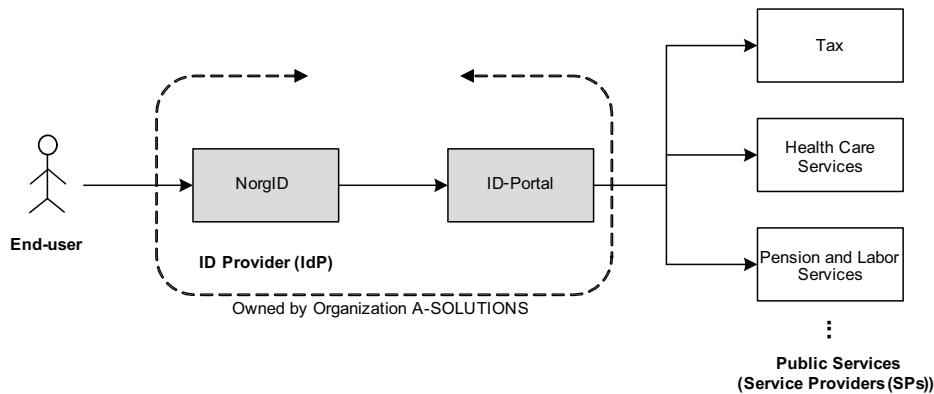 End-user
NorgID
ID Provider (IdP)
ID-Portal
Owned by Organization A-SOLUTIONS
Tax
Health Care
Services
Pension and Labor
Services
Public Services
(Service Providers (SPs))